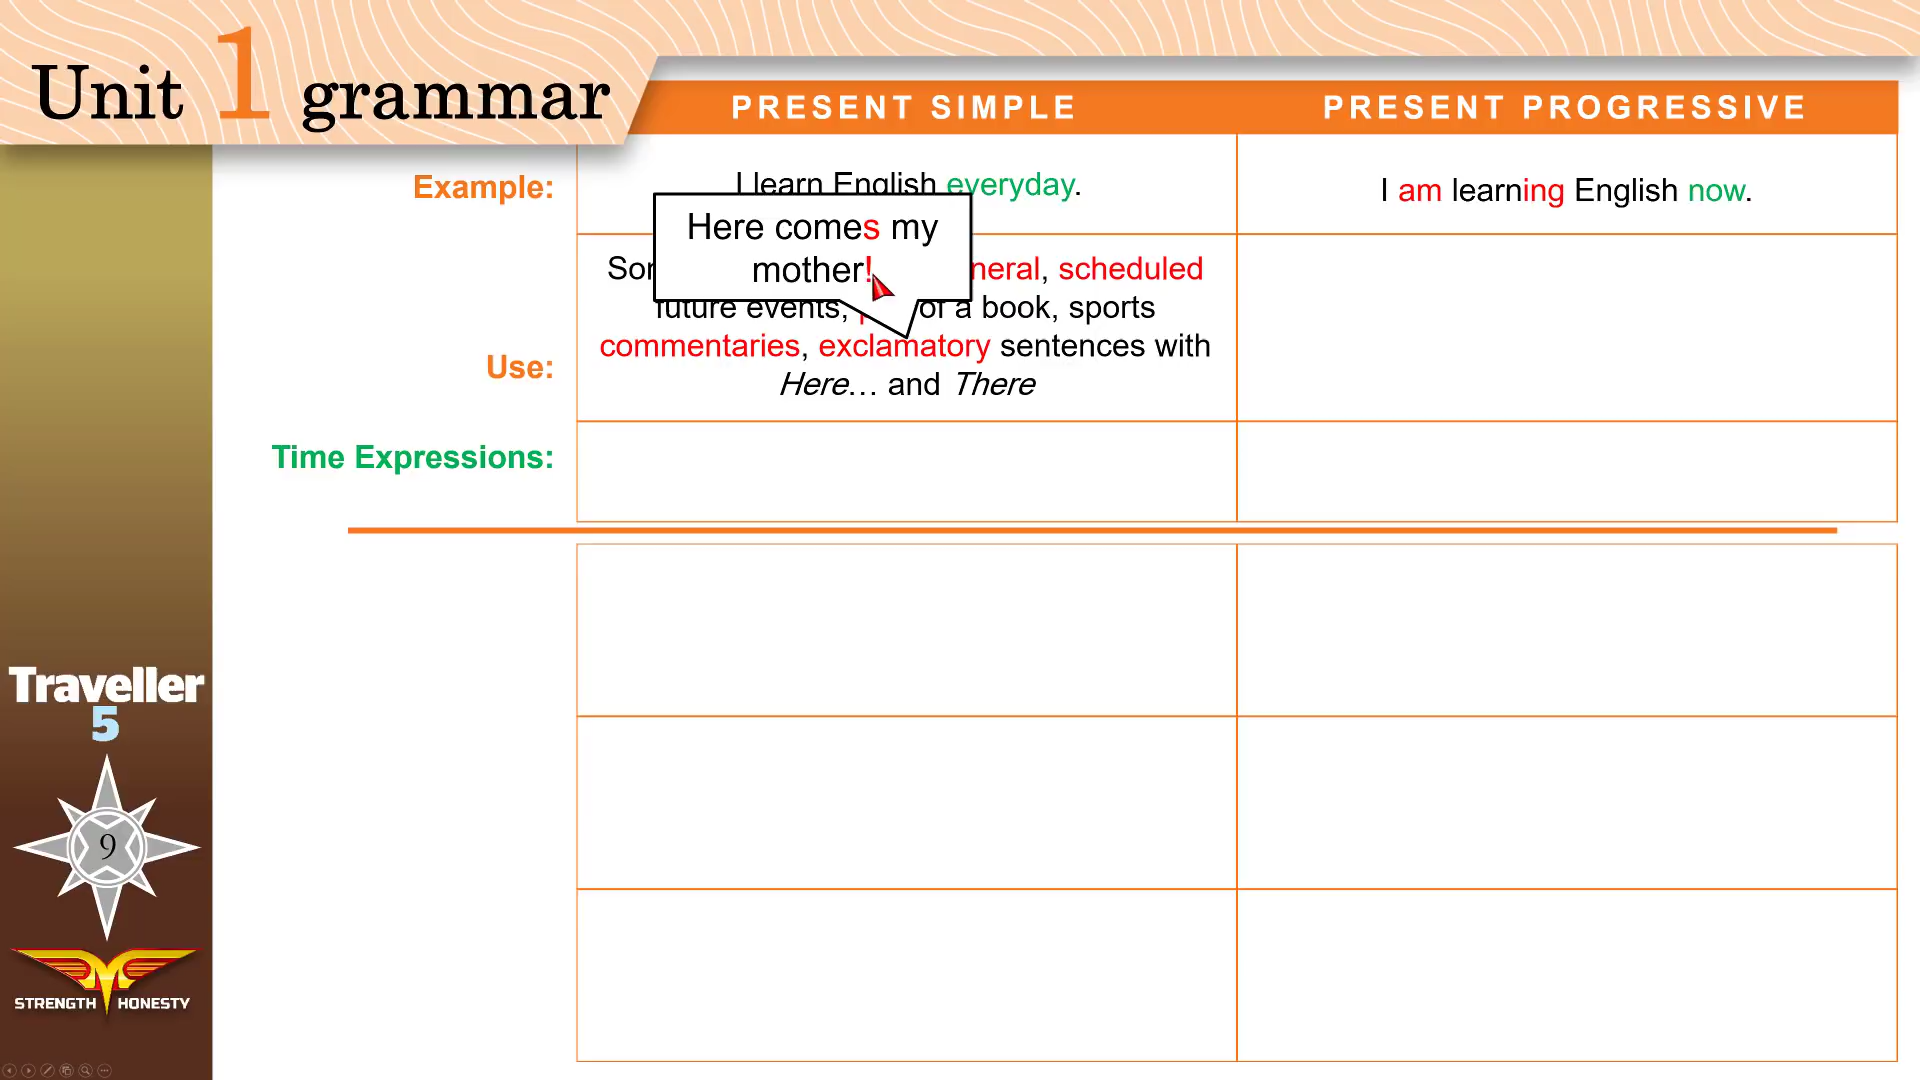 Unit 1 grammar
PRESENT SIMPLE
PRESENT PROGRESSIVE
Example:
I learn English everyday.
I am learning English now.
Here comes my
mother!
scheduled
future events, of a book, sports
commentaries, exclamatory sentences with
Here... and There
Use:
Time Expressions:
Traveller
5
9
STRENGTH HONESTY